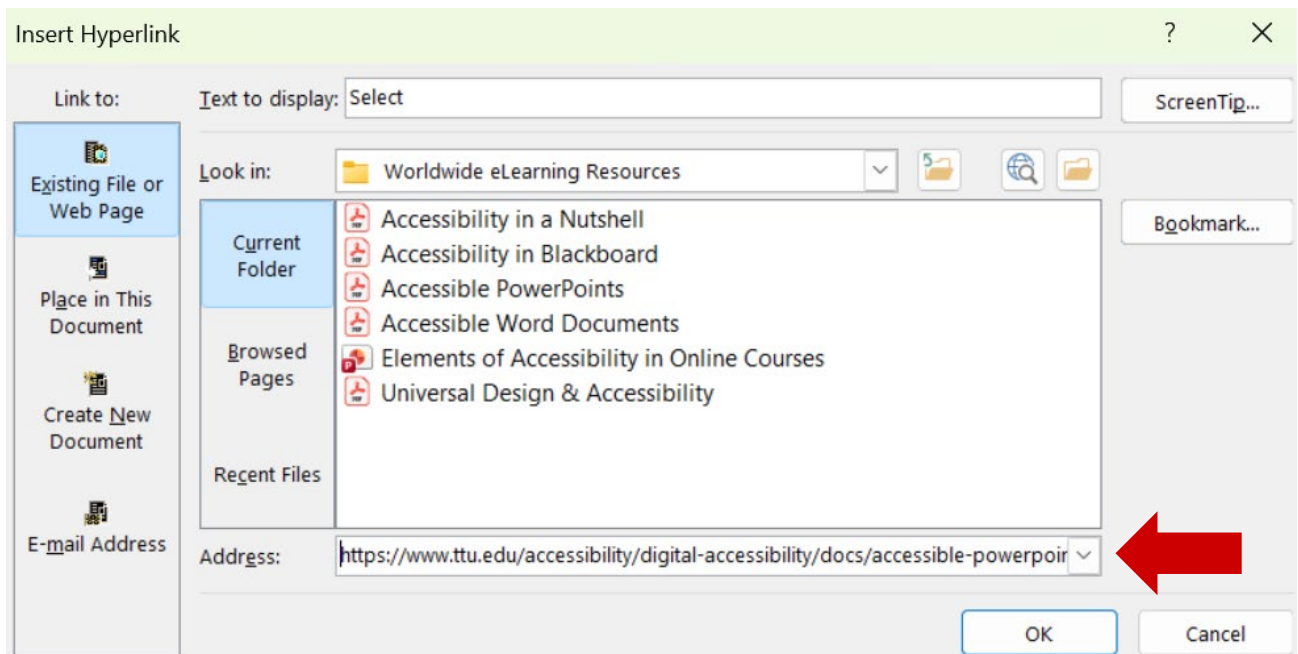 Insert Hyperlink
?
Link to:
Text to display: Select
ScreenTip...
Existing File or
Web Page
Look in: Worldwide eLearning Resources
Bookmark...
Current
Folder
Accessibility in a Nutshell
Accessibility in Blackboard
Accessible PowerPoints
Accessible Word Documents
Elements of Accessibility in Online Courses
Universal Design & Accessibility
Place in This
Document
Browsed
Pages
Create New
Document
Recent Files
E-mail Address
Address: https://www.ttu.edu/accessibility/digital-accessibility/docs/accessible-powerpoin
OK
Cancel